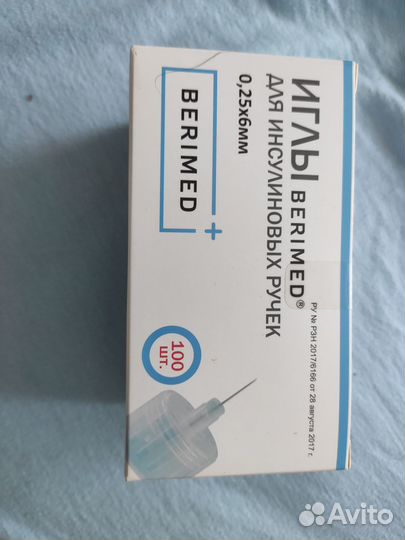 ИГЛЫ BERIMED®
ДЛЯ ИНСУЛИНОВЫХ РУЧЕК
0,25х6мм
BERIMED
100
шт.
РУ № РЗН 2017/6166 от 28 августа 2017 г.
Avito